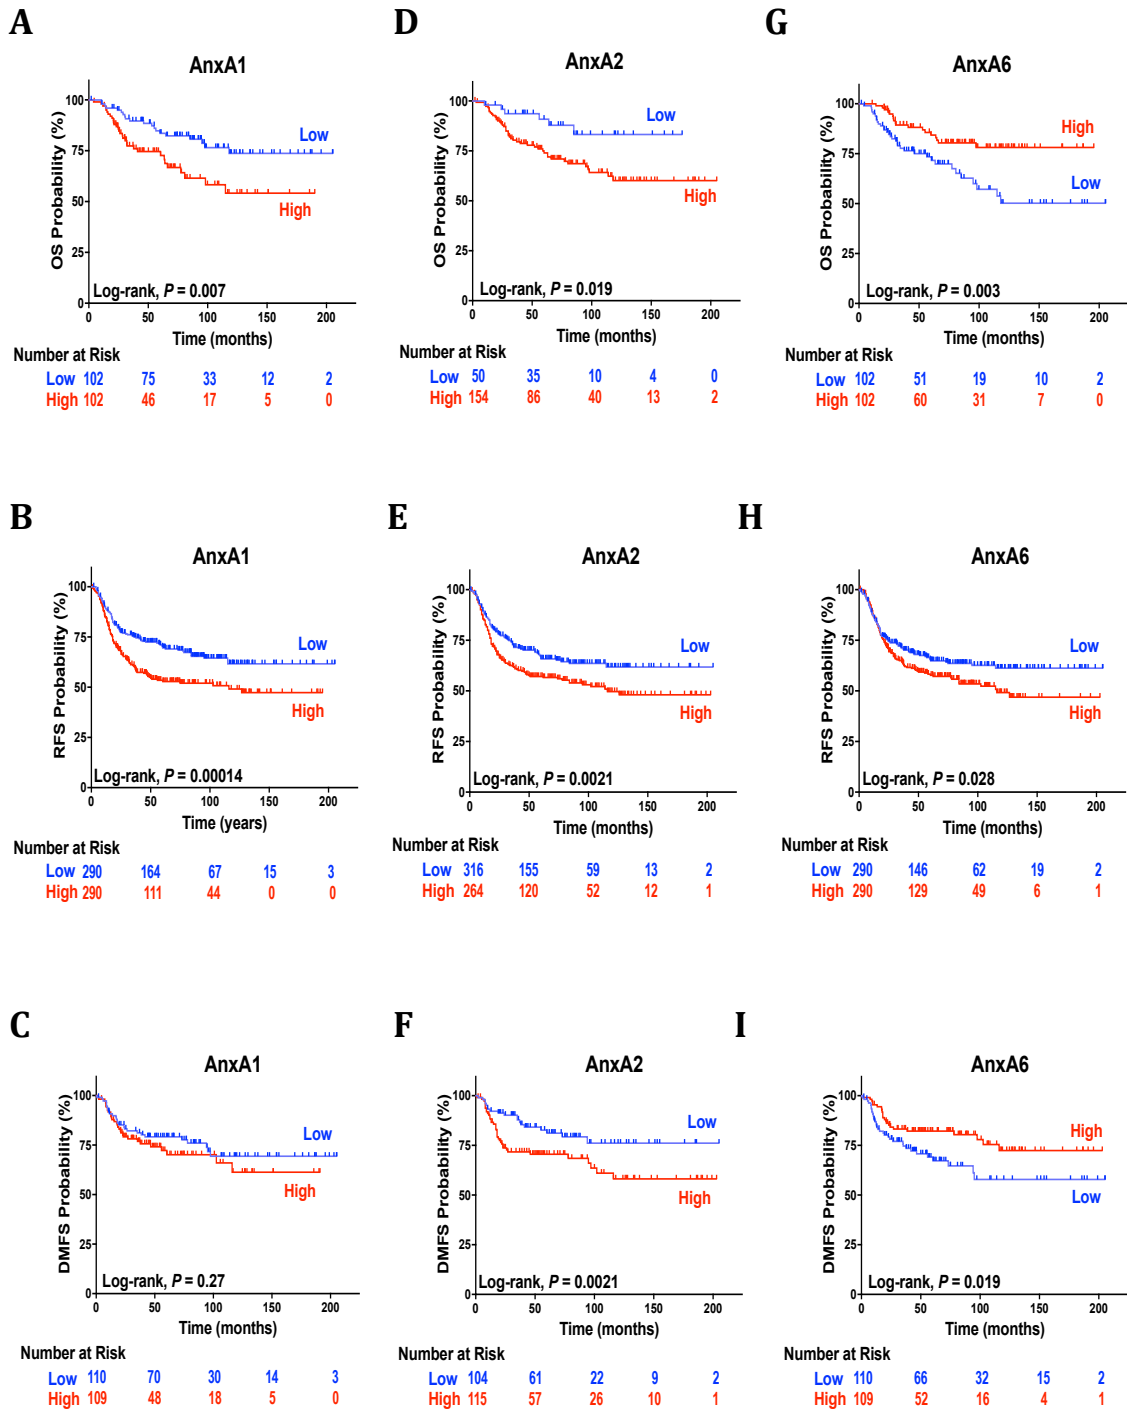 A
AnxA1
OS Probability (%)
100
75
50
25
0
Low
High
Log-rank, P = 0.007
0 50 100 150 200
Time (months)
Number at Risk
Low 102 75 33 12 2
High 102 46 17 5 0
D
AnxA2
OS Probability (%)
100
75
50
25
0
Low
High
Log-rank, P = 0.019
0 50 100 150 200
Time (months)
Number at Risk
Low 50 35 10 4 0
High 154 86 40 13 2
G
AnxA6
OS Probability (%)
100
75
50
25
0
High
Low
Log-rank, P = 0.003
0 50 100 150 200
Time (months)
Number at Risk
Low 102 51 19 10 2
High 102 60 31 7 0
B
AnxA1
RFS Probability (%)
100
75
50
25
0
Low
High
Log-rank, P = 0.00014
0 50 100 150 200
Time (years)
Number at Risk
Low 290 164 67 15 3
High 290 111 44 0 0
E
AnxA2
RFS Probability (%)
100
75
50
25
0
Low
High
Log-rank, P = 0.0021
0 50 100 150 200
Time (months)
Number at Risk
Low 316 155 59 13 2
High 264 120 52 12 1
H
AnxA6
RFS Probability (%)
100
75
50
25
0
Low
High
Log-rank, P = 0.028
0 50 100 150 200
Time (months)
Number at Risk
Low 290 146 62 19 2
High 290 129 49 6 1
C
AnxA1
DMFS Probability (%)
100
75
50
25
0
Low
High
Log-rank, P = 0.27
0 50 100 150 200
Time (months)
Number at Risk
Low 110 70 30 14 3
High 109 48 18 5 0
F
AnxA2
DMFS Probability (%)
100
75
50
25
0
Low
High
Log-rank, P = 0.0021
0 50 100 150 200
Time (months)
Number at Risk
Low 104 61 22 9 2
High 115 57 26 10 1
I
AnxA6
DMFS Probability (%)
100
75
50
25
0
High
Low
Log-rank, P = 0.019
0 50 100 150 200
Time (months)
Number at Risk
Low 110 66 32 15 2
High 109 52 16 4 1